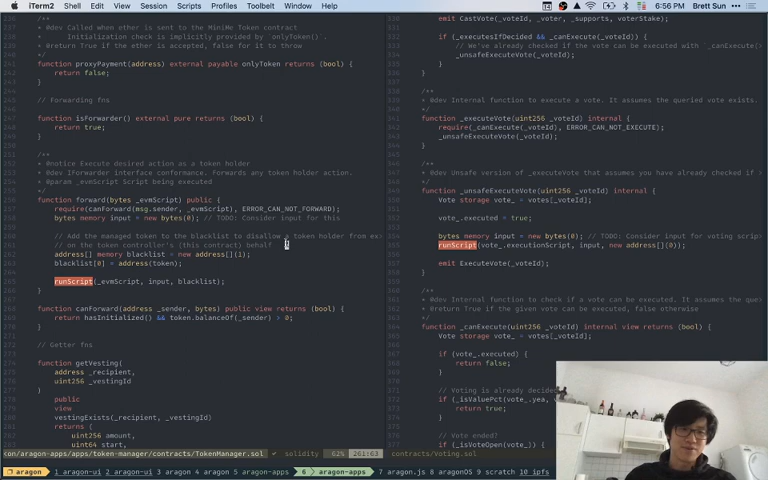 iTerm2 Shell Edit View Session Scripts Profiles Toolbelt Window Help
6:56 PM Brett Sun
* @dev Called when ether is sent to the MiniMe Token contract
* Initialization check is implicitly provided by `onlyToken()`.
* @return True if the ether is accepted, false for it to throw
*/
function proxyPayment(address) external payable onlyToken returns (bool) {
return false;
}
// Forwarding fns
function isForwarder() external pure returns (bool) {
return true;
}
/**
* @notice Execute desired action as a token holder
* @dev IForwarder interface conformance. Forwards any token holder action.
* @param _evmScript Script being executed
*/
function forward(bytes _evmScript) public {
require(canForward(msg.sender, _evmScript), ERROR_CAN_NOT_FORWARD);
bytes memory input = new bytes(0); // TODO: Consider input for this
// Add the managed token to the blacklist to disallow a token holder from ex>
// on the token controller's (this contract) behalf
address[] memory blacklist = new address[](1);
blacklist[0] = address(token);
runScript(_evmScript, input, blacklist);
}
function canForward(address _sender, bytes) public view returns (bool) {
return hasInitialized() && token.balanceOf(_sender) > 0;
}
// Getter fns
function getVesting(
address _recipient,
uint256 _vestingId
)
public
view
vestingExists(_recipient, _vestingId)
returns (
uint256 amount,
uint64 start,
on/aragon-apps/apps/token-manager/contracts/TokenManager.sol ✔ solidity 62% 261:63
emit CastVote(_voteId, _voter, _supports, voterStake);
if (_executesIfDecided && _canExecute(_voteId)) {
// We've already checked if the vote can be executed with `_canExecute(>
_unsafeExecuteVote(_voteId);
}
}
/**
* @dev Internal function to execute a vote. It assumes the queried vote exists.
*/
function _executeVote(uint256 _voteId) internal {
require(_canExecute(_voteId), ERROR_CAN_NOT_EXECUTE);
_unsafeExecuteVote(_voteId);
}
/**
* @dev Unsafe version of _executeVote that assumes you have already checked if >
*/
function _unsafeExecuteVote(uint256 _voteId) internal {
Vote storage vote_ = votes[_voteId];
vote_.executed = true;
bytes memory input = new bytes(0); // TODO: Consider input for voting scrip>
runScript(vote_.executionScript, input, new address[](0));
emit ExecuteVote(_voteId);
}
/**
* @dev Internal function to check if a vote can be executed. It assumes the que>
* @return True if the given vote can be executed, false otherwise
*/
function _canExecute(uint256 _voteId) internal view returns (bool) {
Vote storage vote_ = votes[_voteId];
if (vote_.executed) {
return false;
}
// Voting is already decided
if (_isValuePct(vote_.yea,
return true;
}
// Vote ended?
if (_isVoteOpen(vote_)) {
contracts/Voting.sol
aragon 1 aragon-ui 2 aragon-ui 3 aragon 4 aragon 5 aragon-apps 6 aragon-apps 7 aragon.js 8 aragonOS 9 scratch 10 ipfs